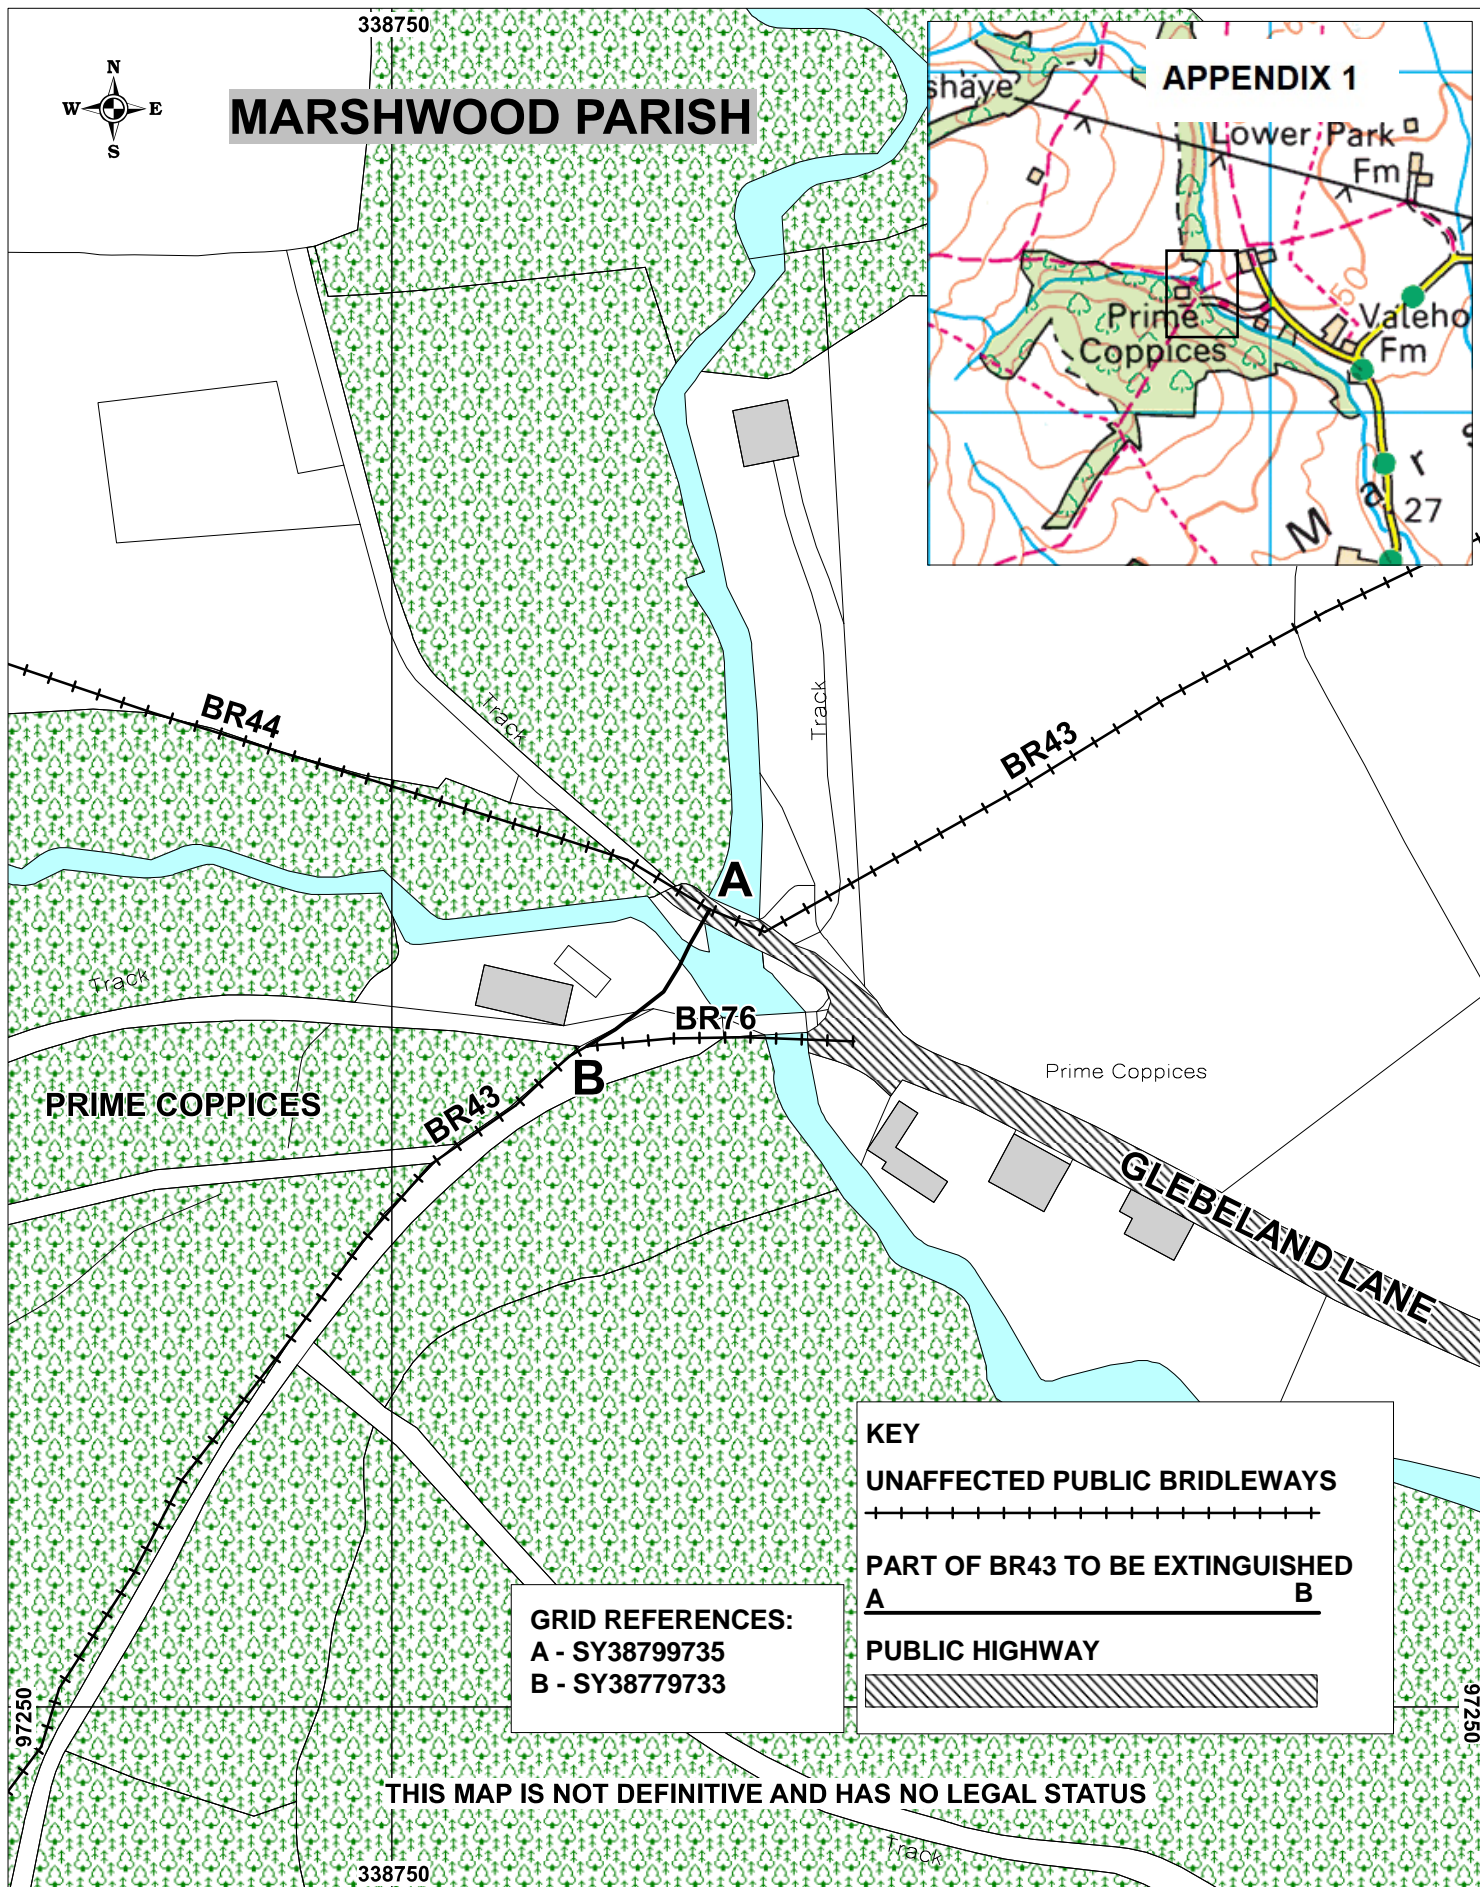 338750
N
W E
S
MARSHWOOD PARISH
APPENDIX 1
shave
Lower Park
Fm
50
Prime
Coppices
Valeho
Fm
M a r s
27
BR44
Track
Track
BR43
A
Track
BR76
B
PRIME COPPICES
BR43
Prime Coppices
GLEBELAND LANE
KEY
UNAFFECTED PUBLIC BRIDLEWAYS
PART OF BR43 TO BE EXTINGUISHED
A B
PUBLIC HIGHWAY
GRID REFERENCES:
A - SY38799735
B - SY38779733
97250
97250
THIS MAP IS NOT DEFINITIVE AND HAS NO LEGAL STATUS
Track
338750